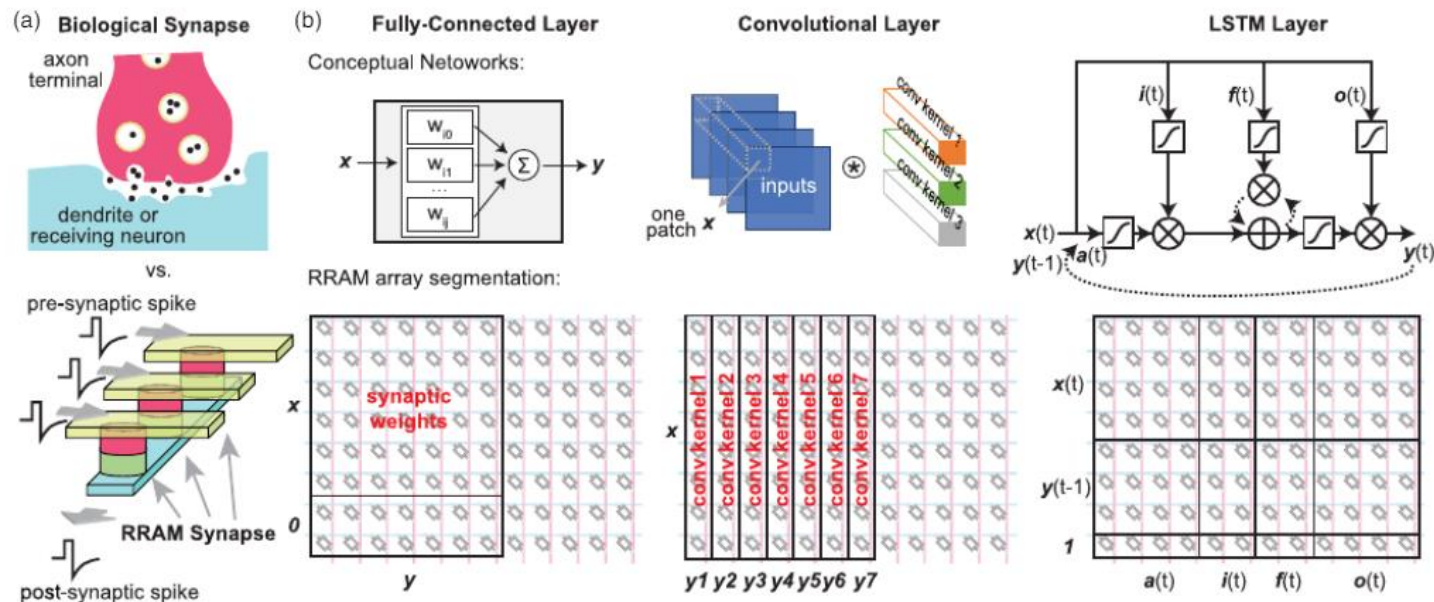 (a)
Biological Synapse
axon
terminal
dendrite or
receiving neuron
vs.
pre-synaptic spike
RRAM Synapse
post-synaptic spike
(b)
Fully-Connected Layer
Conceptual Netoworks:
x
W i0
W i1
...
W ij
Σ
y
RRAM array segmentation:
x
synaptic
weights
0
y
Convolutional Layer
inputs
one
patch x
conv kernel 1
conv kernel 2
conv kernel 3
x
conv kernel 1
conv kernel 2
conv kernel 3
conv kernel 4
conv kernel 5
conv kernel 6
conv kernel 7
y1 y2 y3 y4 y5 y6 y7
LSTM Layer
i(t) f(t) o(t)
x(t)
y(t-1)
a(t)
y(t)
x(t)
y(t-1)
1
a(t) i(t) f(t) o(t)